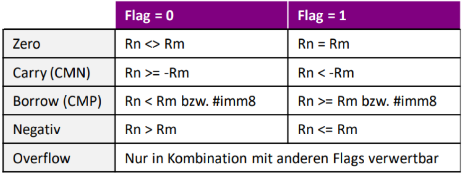 Flag = 0 Flag = 1
Zero Rn <> Rm Rn = Rm
Carry (CMN) Rn >= -Rm Rn < -Rm
Borrow (CMP) Rn < Rm bzw. #imm8 Rn >= Rm bzw. #imm8
Negativ Rn > Rm Rn <= Rm
Overflow Nur in Kombination mit anderen Flags verwertbar